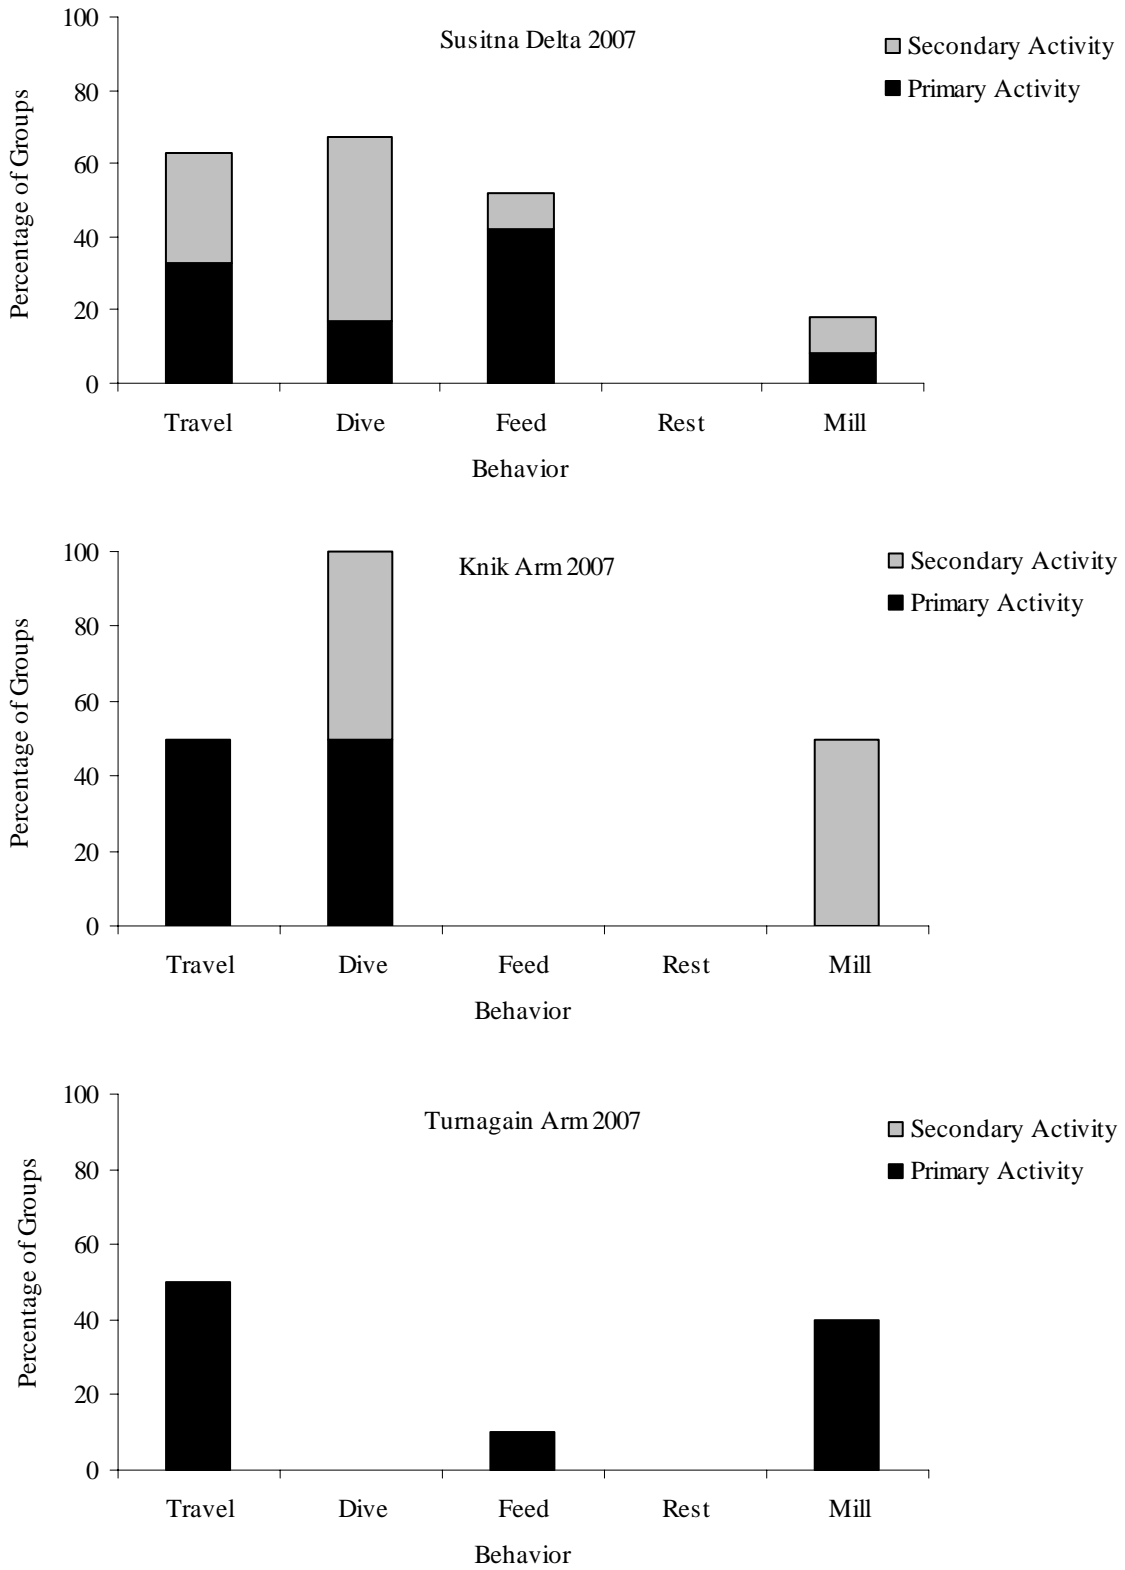 Susitna Delta 2007
Secondary Activity
Primary Activity
Percentage of Groups
100
80
60
40
20
0
Travel Dive Feed Rest Mill
Behavior
Knik Arm 2007
Secondary Activity
Primary Activity
Percentage of Groups
100
80
60
40
20
0
Travel Dive Feed Rest Mill
Behavior
Turnagain Arm 2007
Secondary Activity
Primary Activity
Percentage of Groups
100
80
60
40
20
0
Travel Dive Feed Rest Mill
Behavior